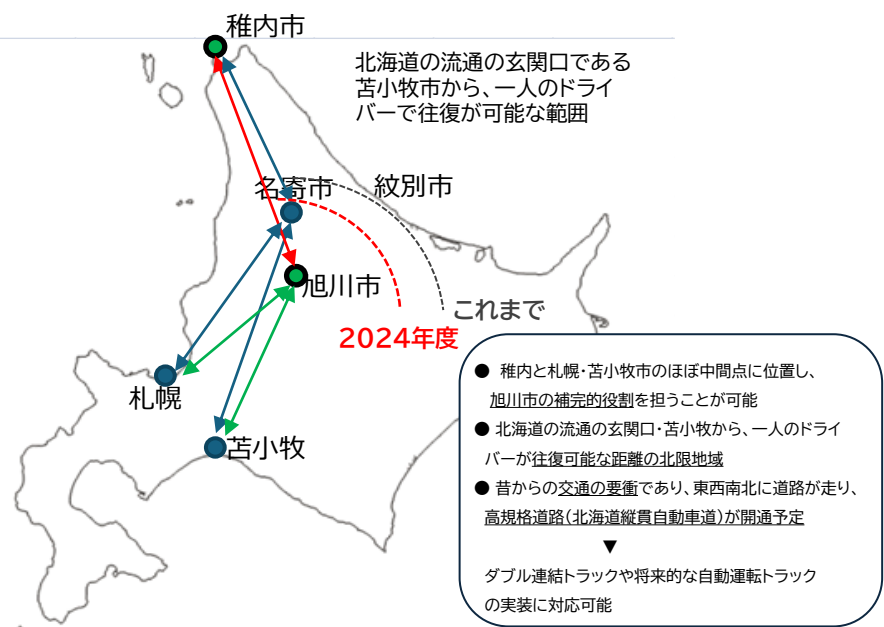 稚内市
北海道の流通の玄関口である
苫小牧市から、一人のドライ
バーで往復が可能な範囲
名寄市
紋別市
旭川市
これまで
2024年度
札幌
苫小牧
● 稚内と札幌・苫小牧市のほぼ中間点に位置し、
旭川市の補完的役割を担うことが可能
● 北海道の流通の玄関口・苫小牧から、一人のドライ
バーが往復可能な距離の北限地域
● 昔からの交通の要衝であり、東西南北に道路が走り、
高規格道路(北海道縦貫自動車道)が開通予定
▼
ダブル連結トラックや将来的な自動運転トラック
の実装に対応可能